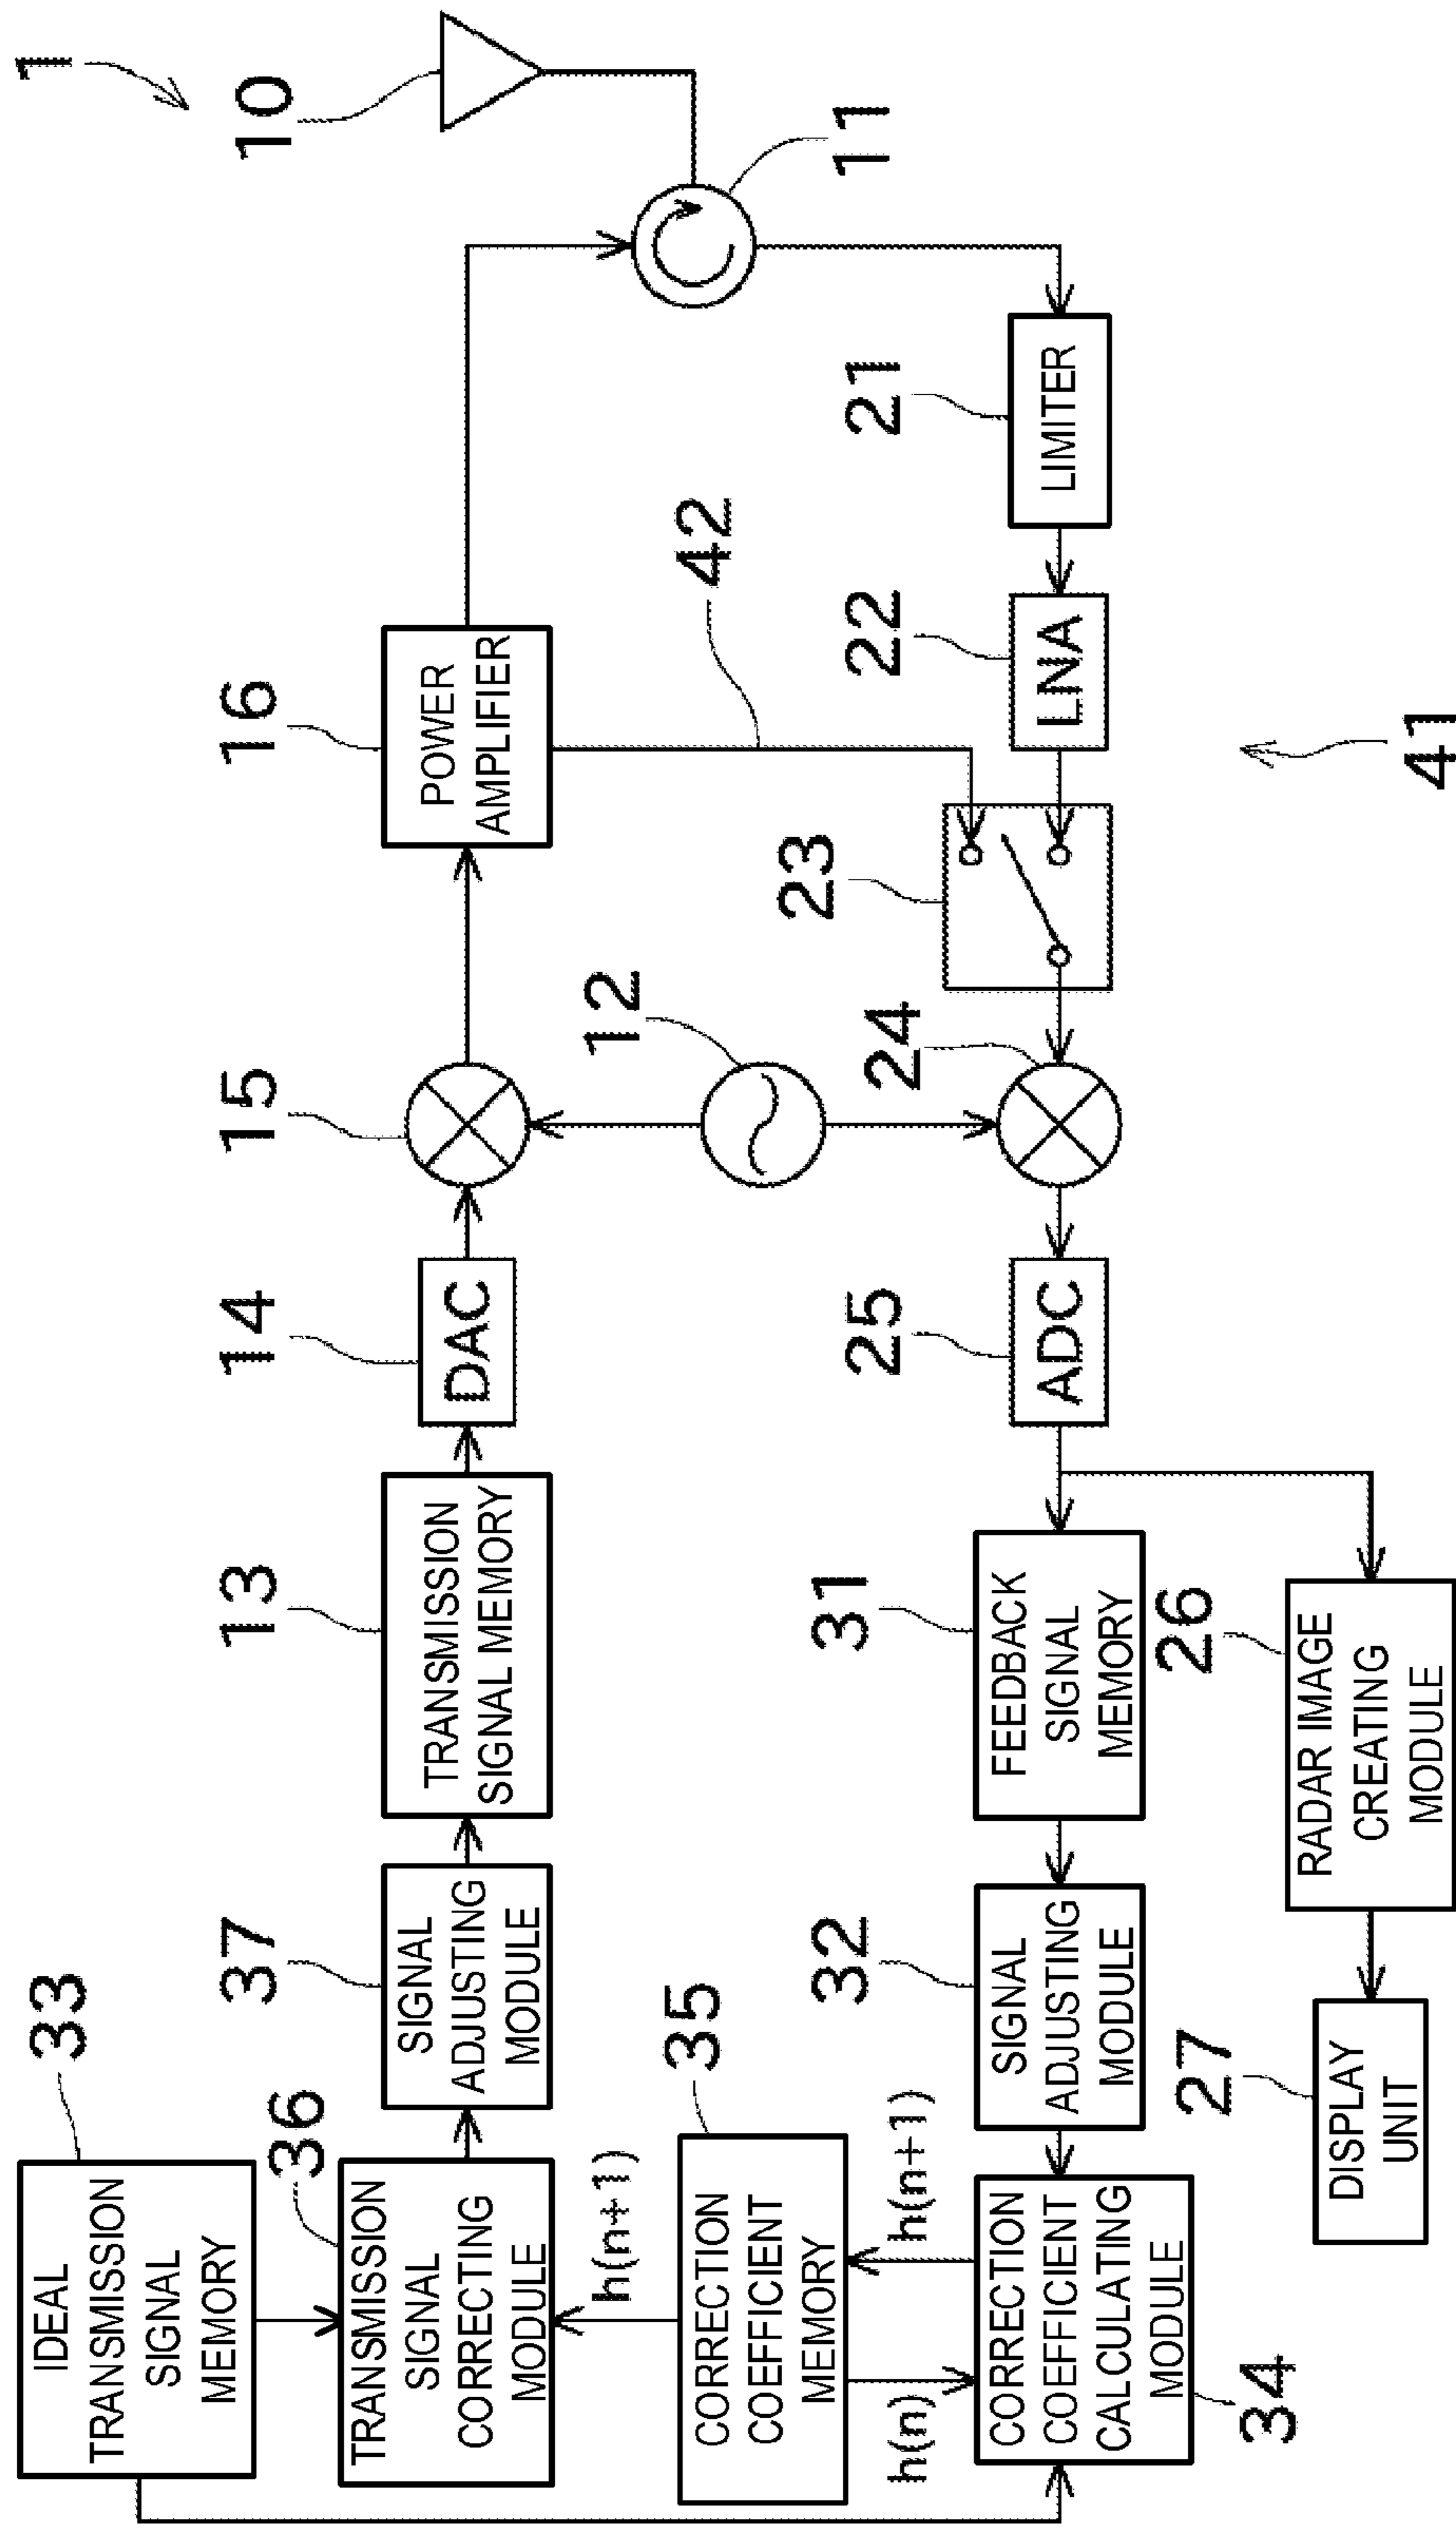 1
10
11
16
POWER
AMPLIFIER
42
21
LIMITER
22
LNA
41
23
15
12
24
14
DAC
25
ADC
13
TRANSMISSION
SIGNAL MEMORY
31
FEEDBACK
SIGNAL
MEMORY
26
RADAR IMAGE
CREATING
MODULE
37
SIGNAL
ADJUSTING
MODULE
32
SIGNAL
ADJUSTING
MODULE
27
DISPLAY
UNIT
33
IDEAL
TRANSMISSION
SIGNAL
MEMORY
36
TRANSMISSION
SIGNAL
CORRECTING
MODULE
h(n+1)
35
CORRECTION
COEFFICIENT
MEMORY
h(n+1)
h(n)
CORRECTION
COEFFICIENT
CALCULATING
MODULE
34